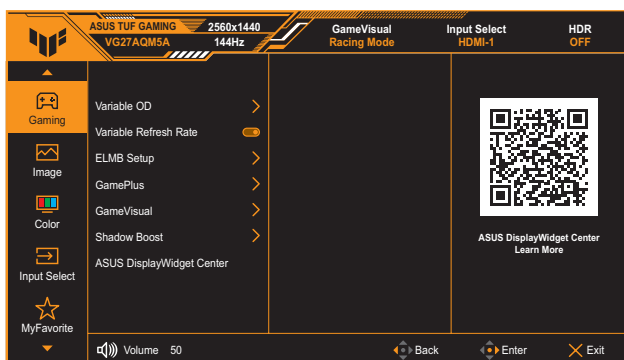 ASUS TUF GAMING 2560x1440 GameVisual Input Select HDR
VG27AQM5A 144Hz Racing Mode HDMI-1 OFF
Gaming
Image
Color
Input Select
MyFavorite
Variable OD
Variable Refresh Rate
ELMB Setup
GamePlus
GameVisual
Shadow Boost
ASUS DisplayWidget Center
ASUS DisplayWidget Center
Learn More
Volume 50 Back Enter Exit